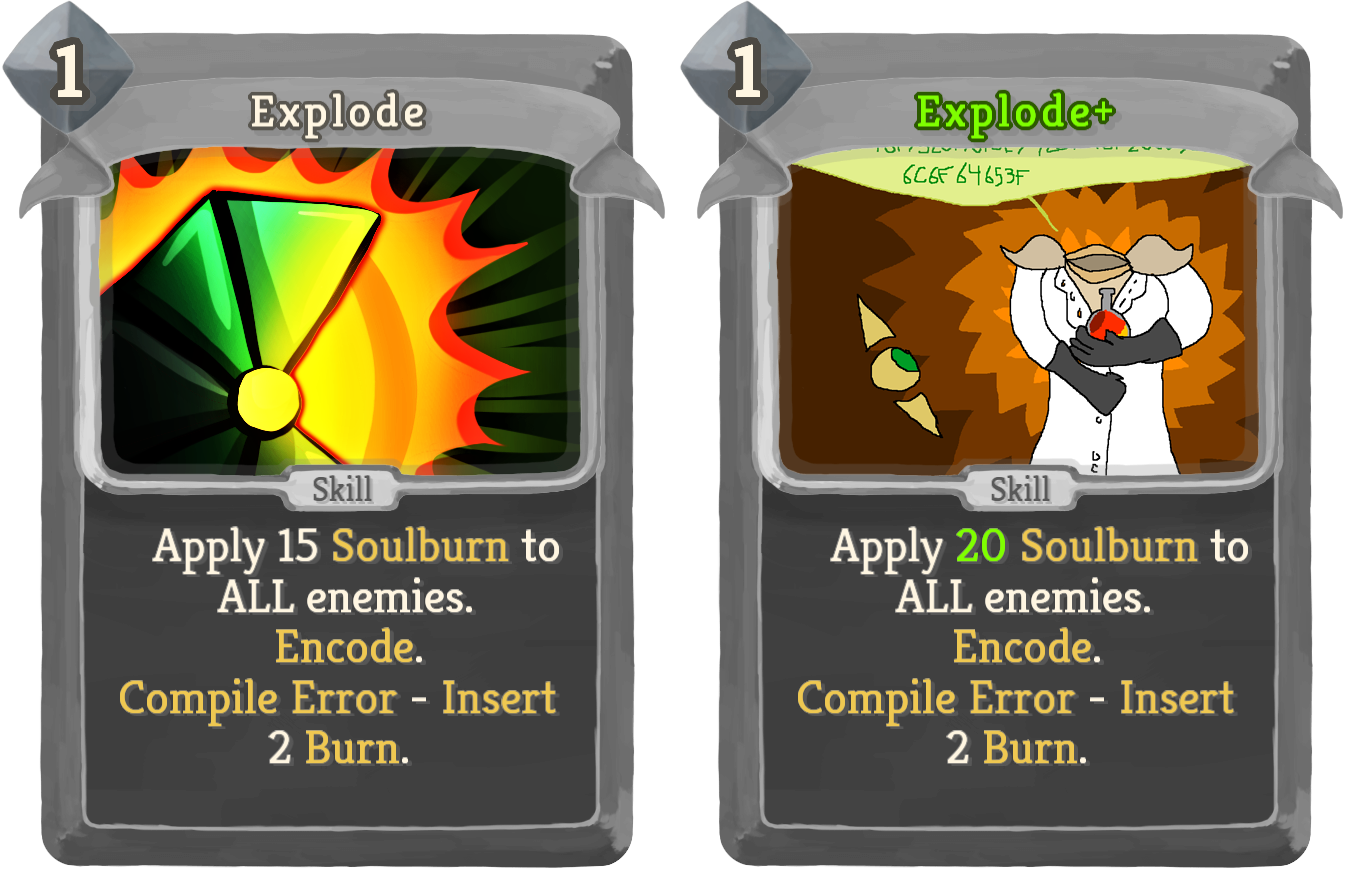 1
Explode
Skill
Apply 15 Soulburn to
ALL enemies.
Encode.
Compile Error - Insert
2 Burn.
1
Explode+
6C6F64653F
Skill
Apply 20 Soulburn to
ALL enemies.
Encode.
Compile Error - Insert
2 Burn.